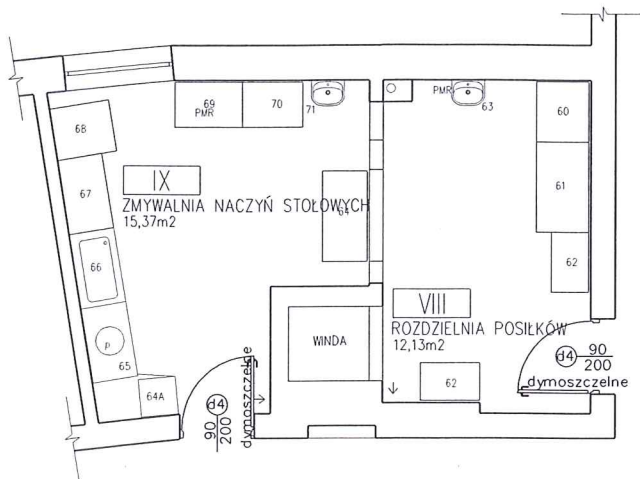 69
PMR
70
71
PMR
63
60
68
67
IX
ZMYWALNIA NACZYŃ STOŁOWYCH
15,37m2
64
61
66
62
VIII
ROZDZIELNIA POSIŁKÓW
12,13m2
WINDA
p
65
64A
62
d4
90
200
dymoszczelne
d4
90
200
dymoszczelne